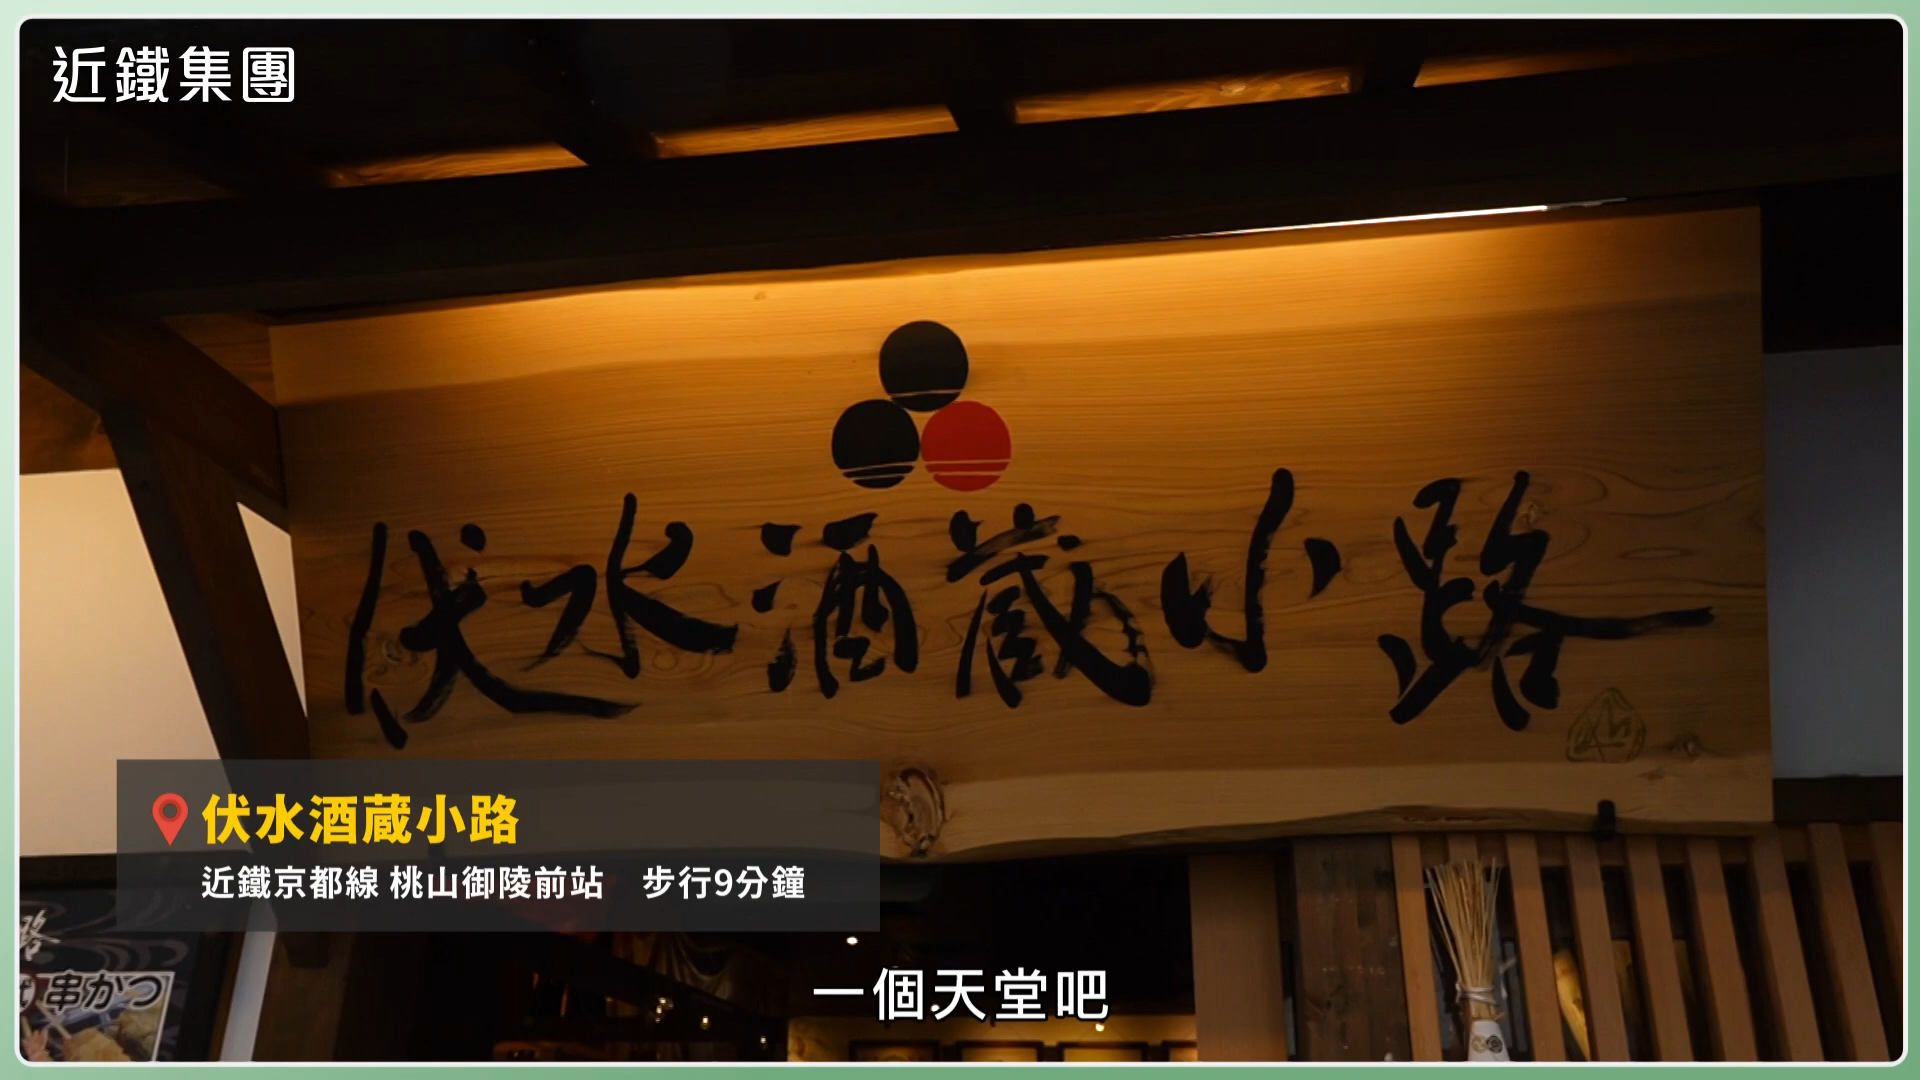 近鐵集團
伏水酒蔵小路
伏水酒蔵小路
近鐵京都線 桃山御陵前站 步行9分鐘
路
串かつ
一個天堂吧